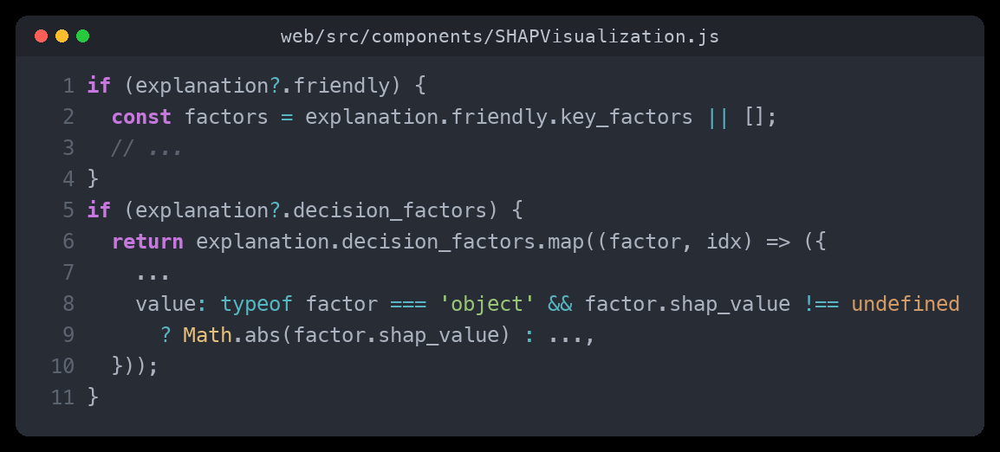 web/src/components/SHAPVisualization.js
1 if (explanation?.friendly) {
2   const factors = explanation.friendly.key_factors || [];
3   // ...
4 }
5 if (explanation?.decision_factors) {
6   return explanation.decision_factors.map((factor, idx) => ({
7     ...
8     value: typeof factor === 'object' && factor.shap_value !== undefined
9       ? Math.abs(factor.shap_value) : ...,
10   }));
11 }